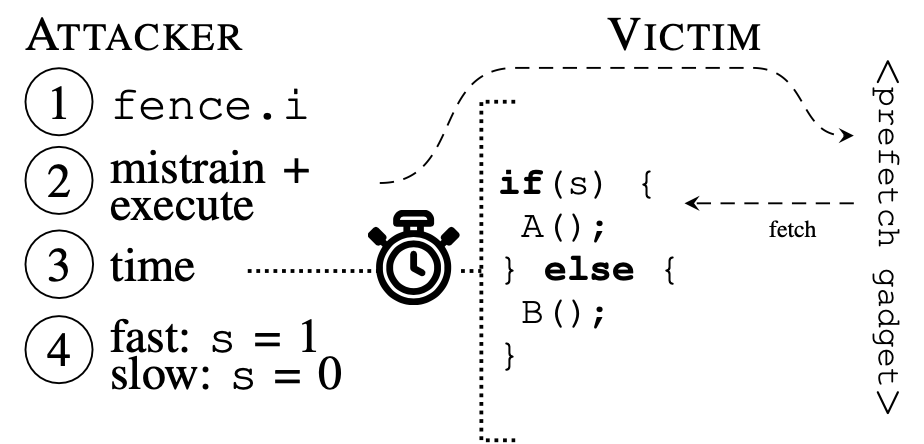 ATTACKER
1 fence.i
2 mistrain +
execute
3 time
4 fast: s = 1
slow: s = 0
VICTIM
if(s) {
A();
} else {
B();
}
fetch
<prefetch gadget>